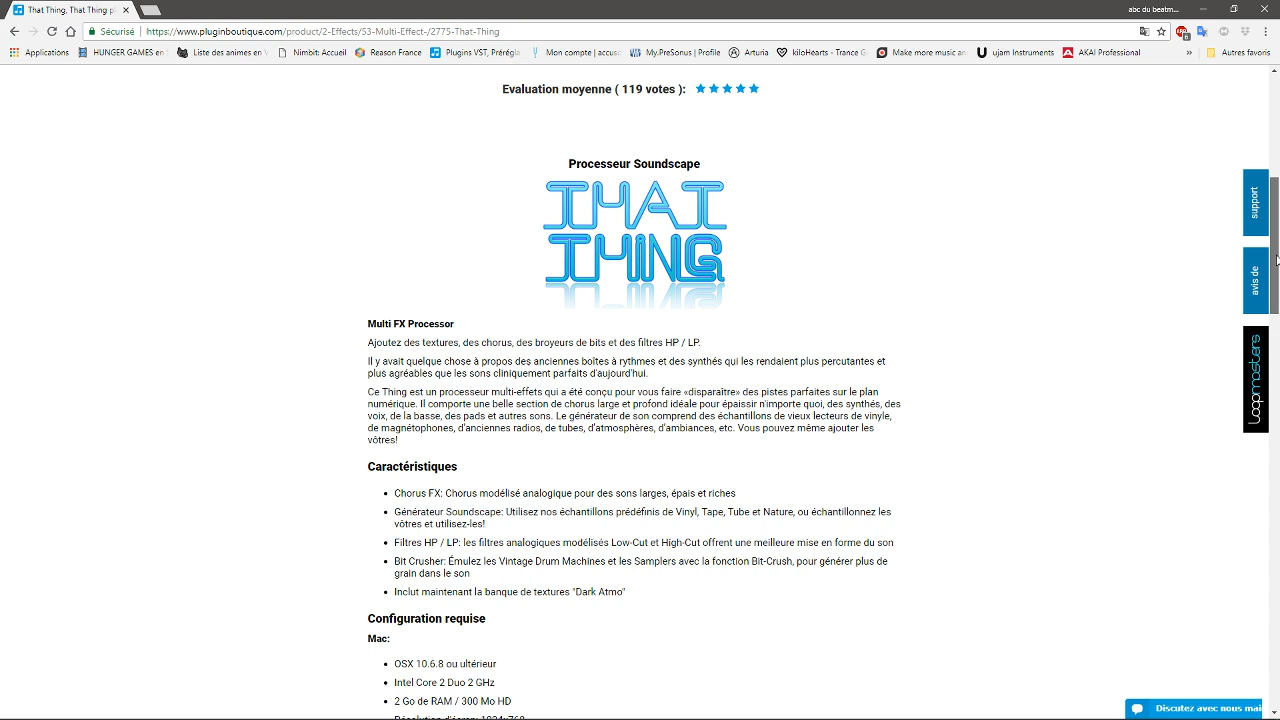 That Thing, That Thing pl
abc du beatm...
Sécurisé
https://www.pluginboutique.com/product/2-Effects/53-Multi-Effect-/2775-That-Thing
Applications
HUNGER GAMES en
Liste des animes en V
Nimbit: Accueil
Reason France
Plugins VST, Prérégla
Mon compte | accus
My.PreSonus | Profile
Arturia
kiloHearts - Trance G
Make more music an
ujam Instruments
AKAI Professional
»
Autres favoris
Evaluation moyenne ( 119 votes ):
Processeur Soundscape
THAT
THING
support
avis de
Loopmasters
Multi FX Processor
Ajoutez des textures, des chorus, des broyeurs de bits et des filtres HP / LP.
Il y avait quelque chose à propos des anciennes boîtes à rythmes et des synthés qui les rendaient plus percutantes et
plus agréables que les sons cliniquement parfaits d'aujourd'hui.
Ce Thing est un processeur multi-effets qui a été conçu pour vous faire «disparaître» des pistes parfaites sur le plan
numérique. Il comporte une belle section de chorus large et profond idéale pour épaissir n'importe quoi, des synthés, des
voix, de la basse, des pads et autres sons. Le générateur de son comprend des échantillons de vieux lecteurs de vinyle,
de magnétophones, d'anciennes radios, de tubes, d'atmosphères, d'ambiances, etc. Vous pouvez même ajouter les
vôtres!
Caractéristiques
• Chorus FX: Chorus modélisé analogique pour des sons larges, épais et riches
• Générateur Soundscape: Utilisez nos échantillons prédéfinis de Vinyl, Tape, Tube et Nature, ou échantillonnez les
vôtres et utilisez-les!
• Filtres HP / LP: les filtres analogiques modélisés Low-Cut et High-Cut offrent une meilleure mise en forme du son
• Bit Crusher: Émulez les Vintage Drum Machines et les Samplers avec la fonction Bit-Crush, pour générer plus de
grain dans le son
• Inclut maintenant la banque de textures "Dark Atmo"
Configuration requise
Mac:
• OSX 10.6.8 ou ultérieur
• Intel Core 2 Duo 2 GHz
• 2 Go de RAM / 300 Mo HD
Résolution d'écran: 1024x768
Discutez avec nous mai